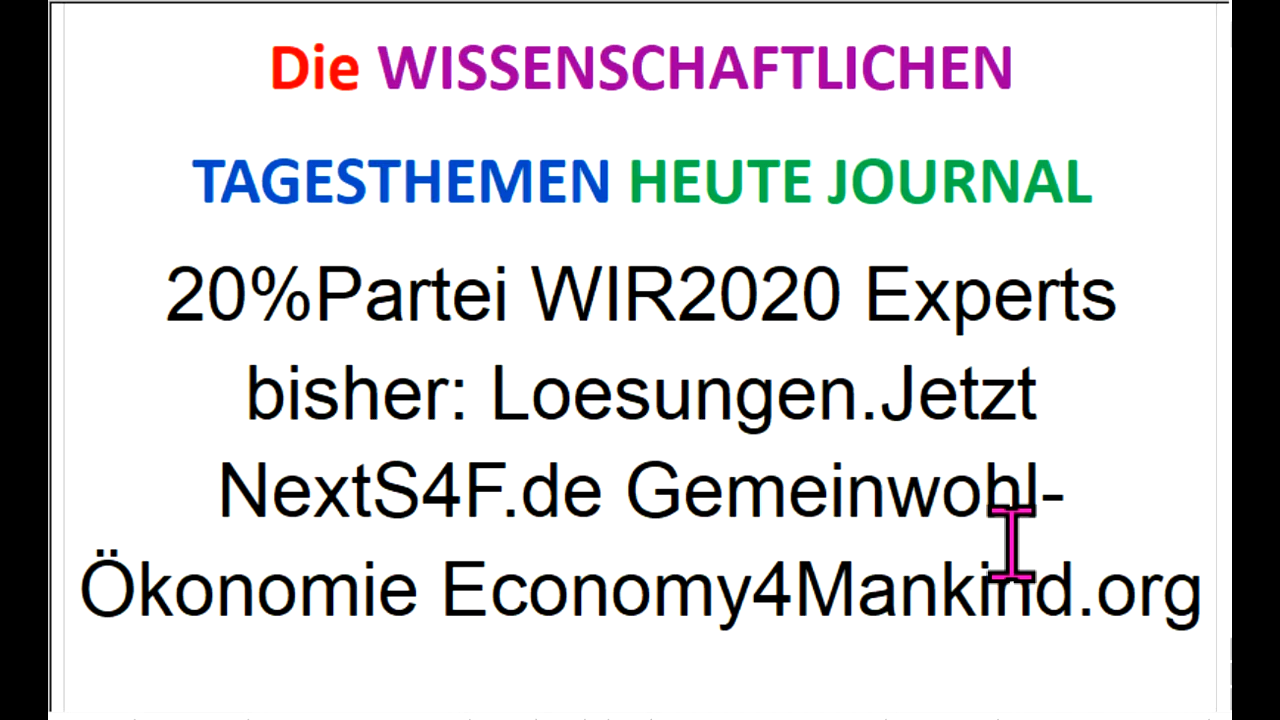 Die WISSENSCHAFTLICHEN
TAGESTHEMEN HEUTE JOURNAL
20%Partei WIR2020 Experts
bisher: Loesungen.Jetzt
NextS4F.de Gemeinwohl-
Ökonomie Economy4Mankind.org